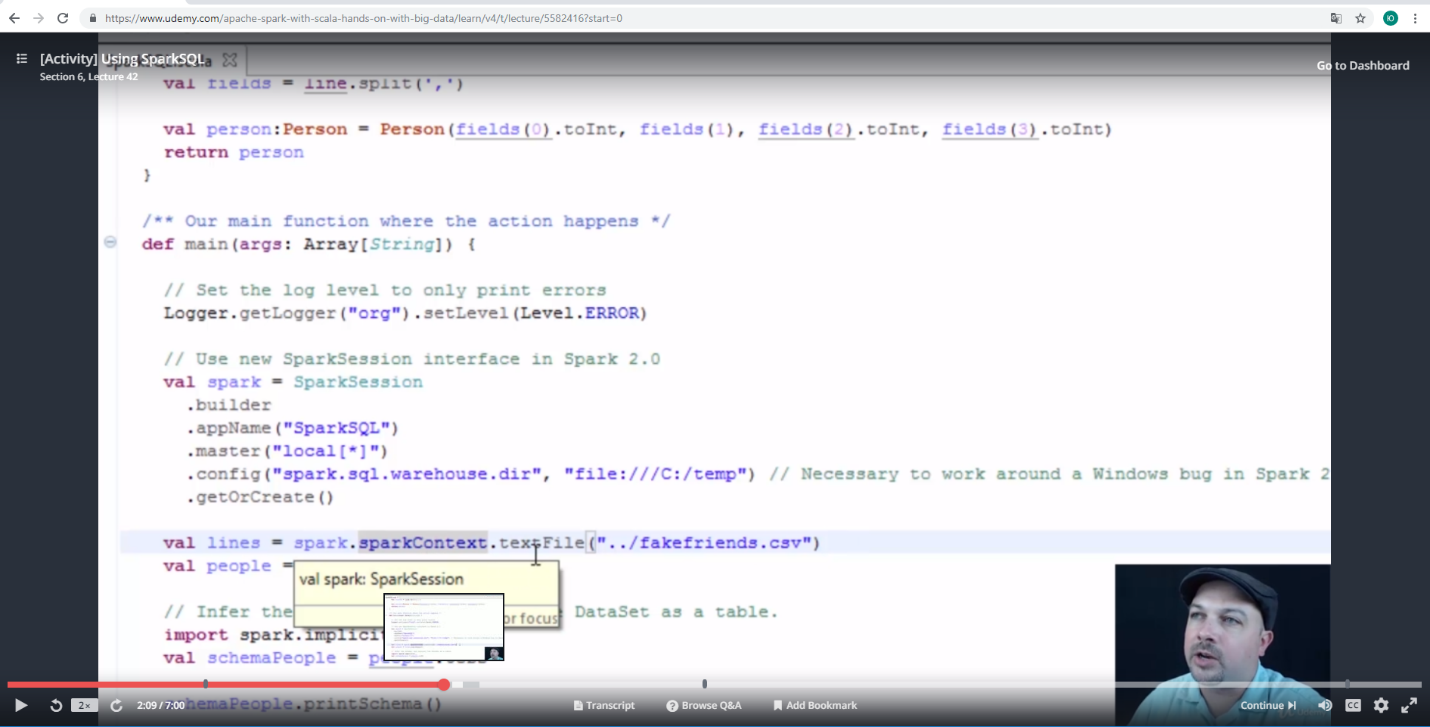 https://www.udemy.com/apache-spark-with-scala-hands-on-with-big-data/learn/v4/t/lecture/5582416?start=0
IO
[Activity] Using SparkSQL
Section 6, Lecture 42
Go to Dashboard
val fields = line.split(',')
val person:Person = Person(fields(0).toInt, fields(1), fields(2).toInt, fields(3).toInt)
return person
}
/** Our main function where the action happens */
def main(args: Array[String]) {
// Set the log level to only print errors
Logger.getLogger("org").setLevel(Level.ERROR)
// Use new SparkSession interface in Spark 2.0
val spark = SparkSession
.builder
.appName("SparkSQL")
.master("local[*]")
.config("spark.sql.warehouse.dir", "file:///C:/temp") // Necessary to work around a Windows bug in Spark 2
.getOrCreate()
val lines = spark.sparkContext.textFile("../fakefriends.csv")
val people =
val spark: SparkSession
// Infer the
or focus
DataSet as a table.
import spark.implicit
val schemaPeople =
schemaPeople.printSchema()
2x
2:09 / 7:00
Transcript
Browse Q&A
Add Bookmark
Continue
CC